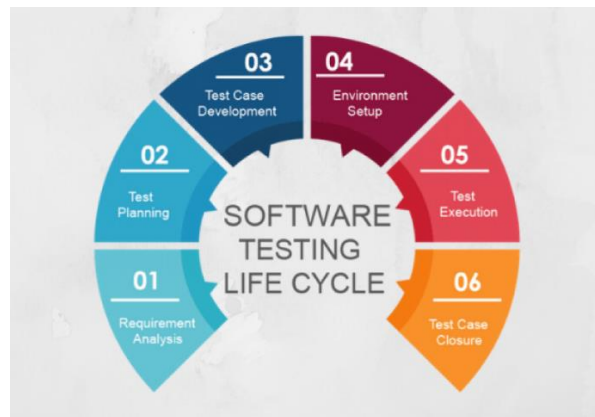 01
Requirement
Analysis
02
Test
Planning
03
Test Case
Development
04
Environment
Setup
05
Test
Execution
06
Test Case
Closure
SOFTWARE
TESTING
LIFE CYCLE